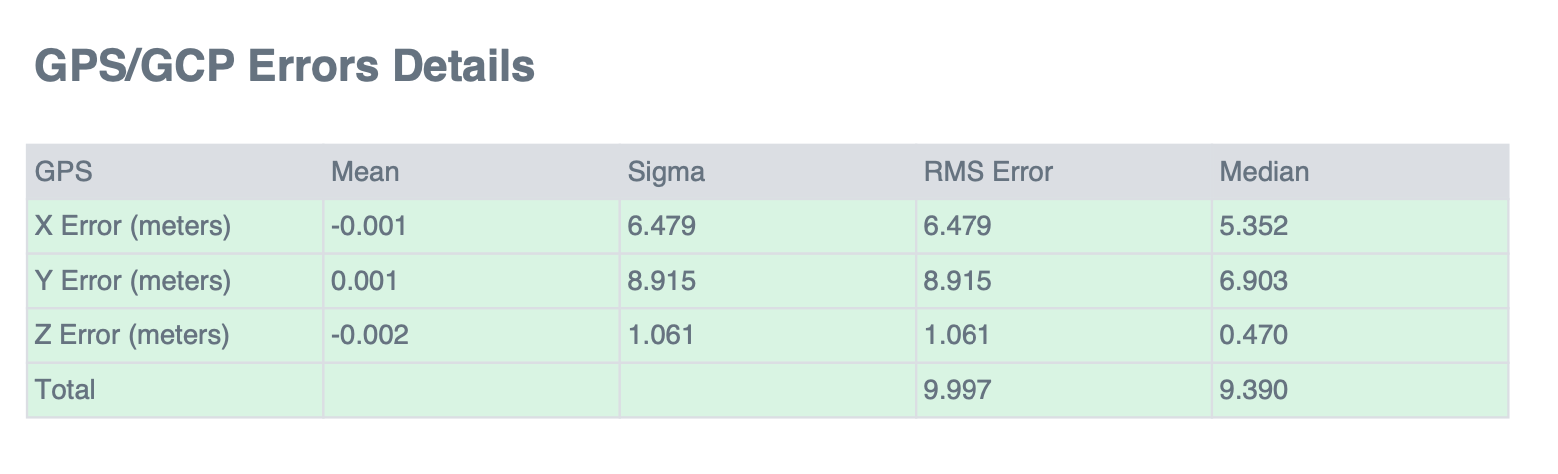 GPS/GCP Errors Details
GPS Mean Sigma RMS Error Median
X Error (meters) -0.001 6.479 6.479 5.352
Y Error (meters) 0.001 8.915 8.915 6.903
Z Error (meters) -0.002 1.061 1.061 0.470
Total 9.997 9.390